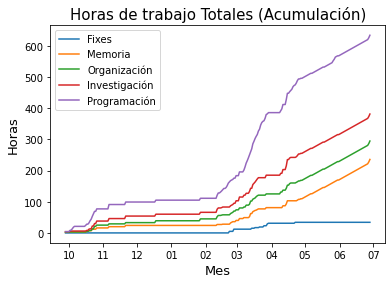 Horas de trabajo Totales (Acumulación)
Fixes
Memoria
Organización
Investigación
Programación
600
500
400
300
200
100
0
Horas
10 11 12 01 02 03 04 05 06 07
Mes